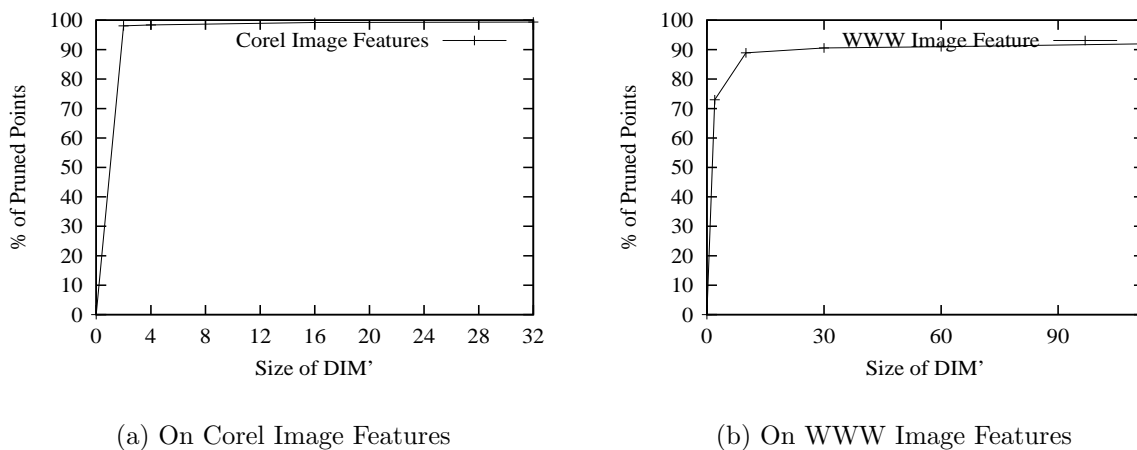 100
90
80
70
60
50
40
30
20
10
0
% of Pruned Points
Corel Image Features
0 4 8 12 16 20 24 28 32
Size of DIM’
(a) On Corel Image Features
100
90
80
70
60
50
40
30
20
10
0
% of Pruned Points
WWW Image Feature
0 30 60 90
Size of DIM’
(b) On WWW Image Features